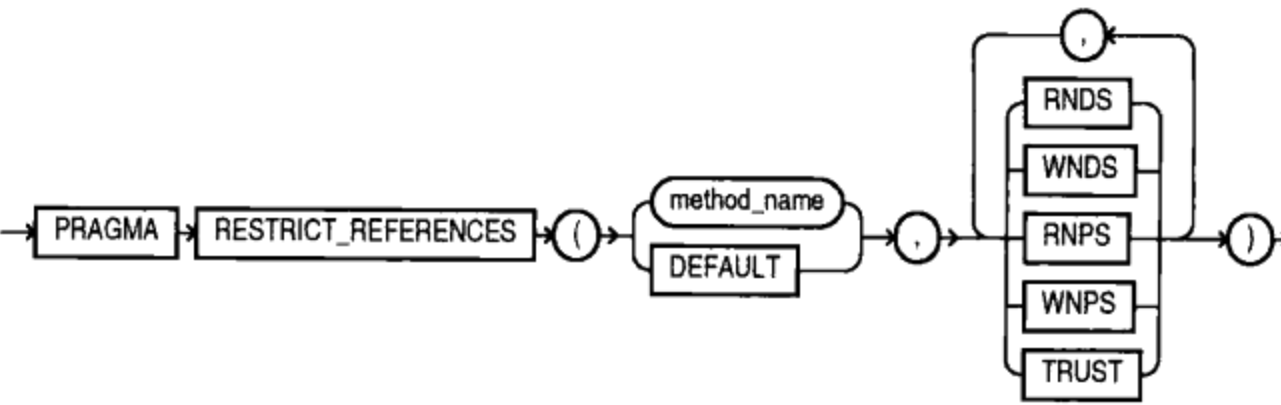 ,
RNDS
WNDS
method_name
PRAGMA RESTRICT_REFERENCES ( , RNPS )
DEFAULT
WNPS
TRUST